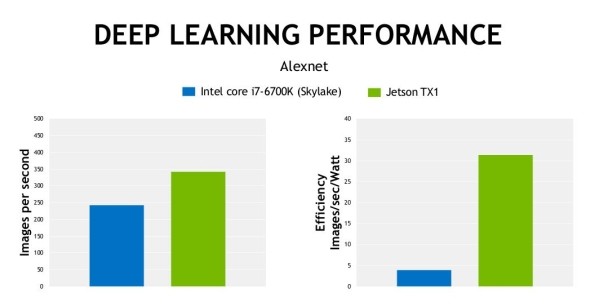 DEEP LEARNING PERFORMANCE
Alexnet
Intel core i7-6700K (Skylake)
Jetson TX1
Images per second
500
450
400
350
300
250
200
150
100
50
0
Efficiency
Images/sec/Watt
40
35
30
25
20
15
10
5
0